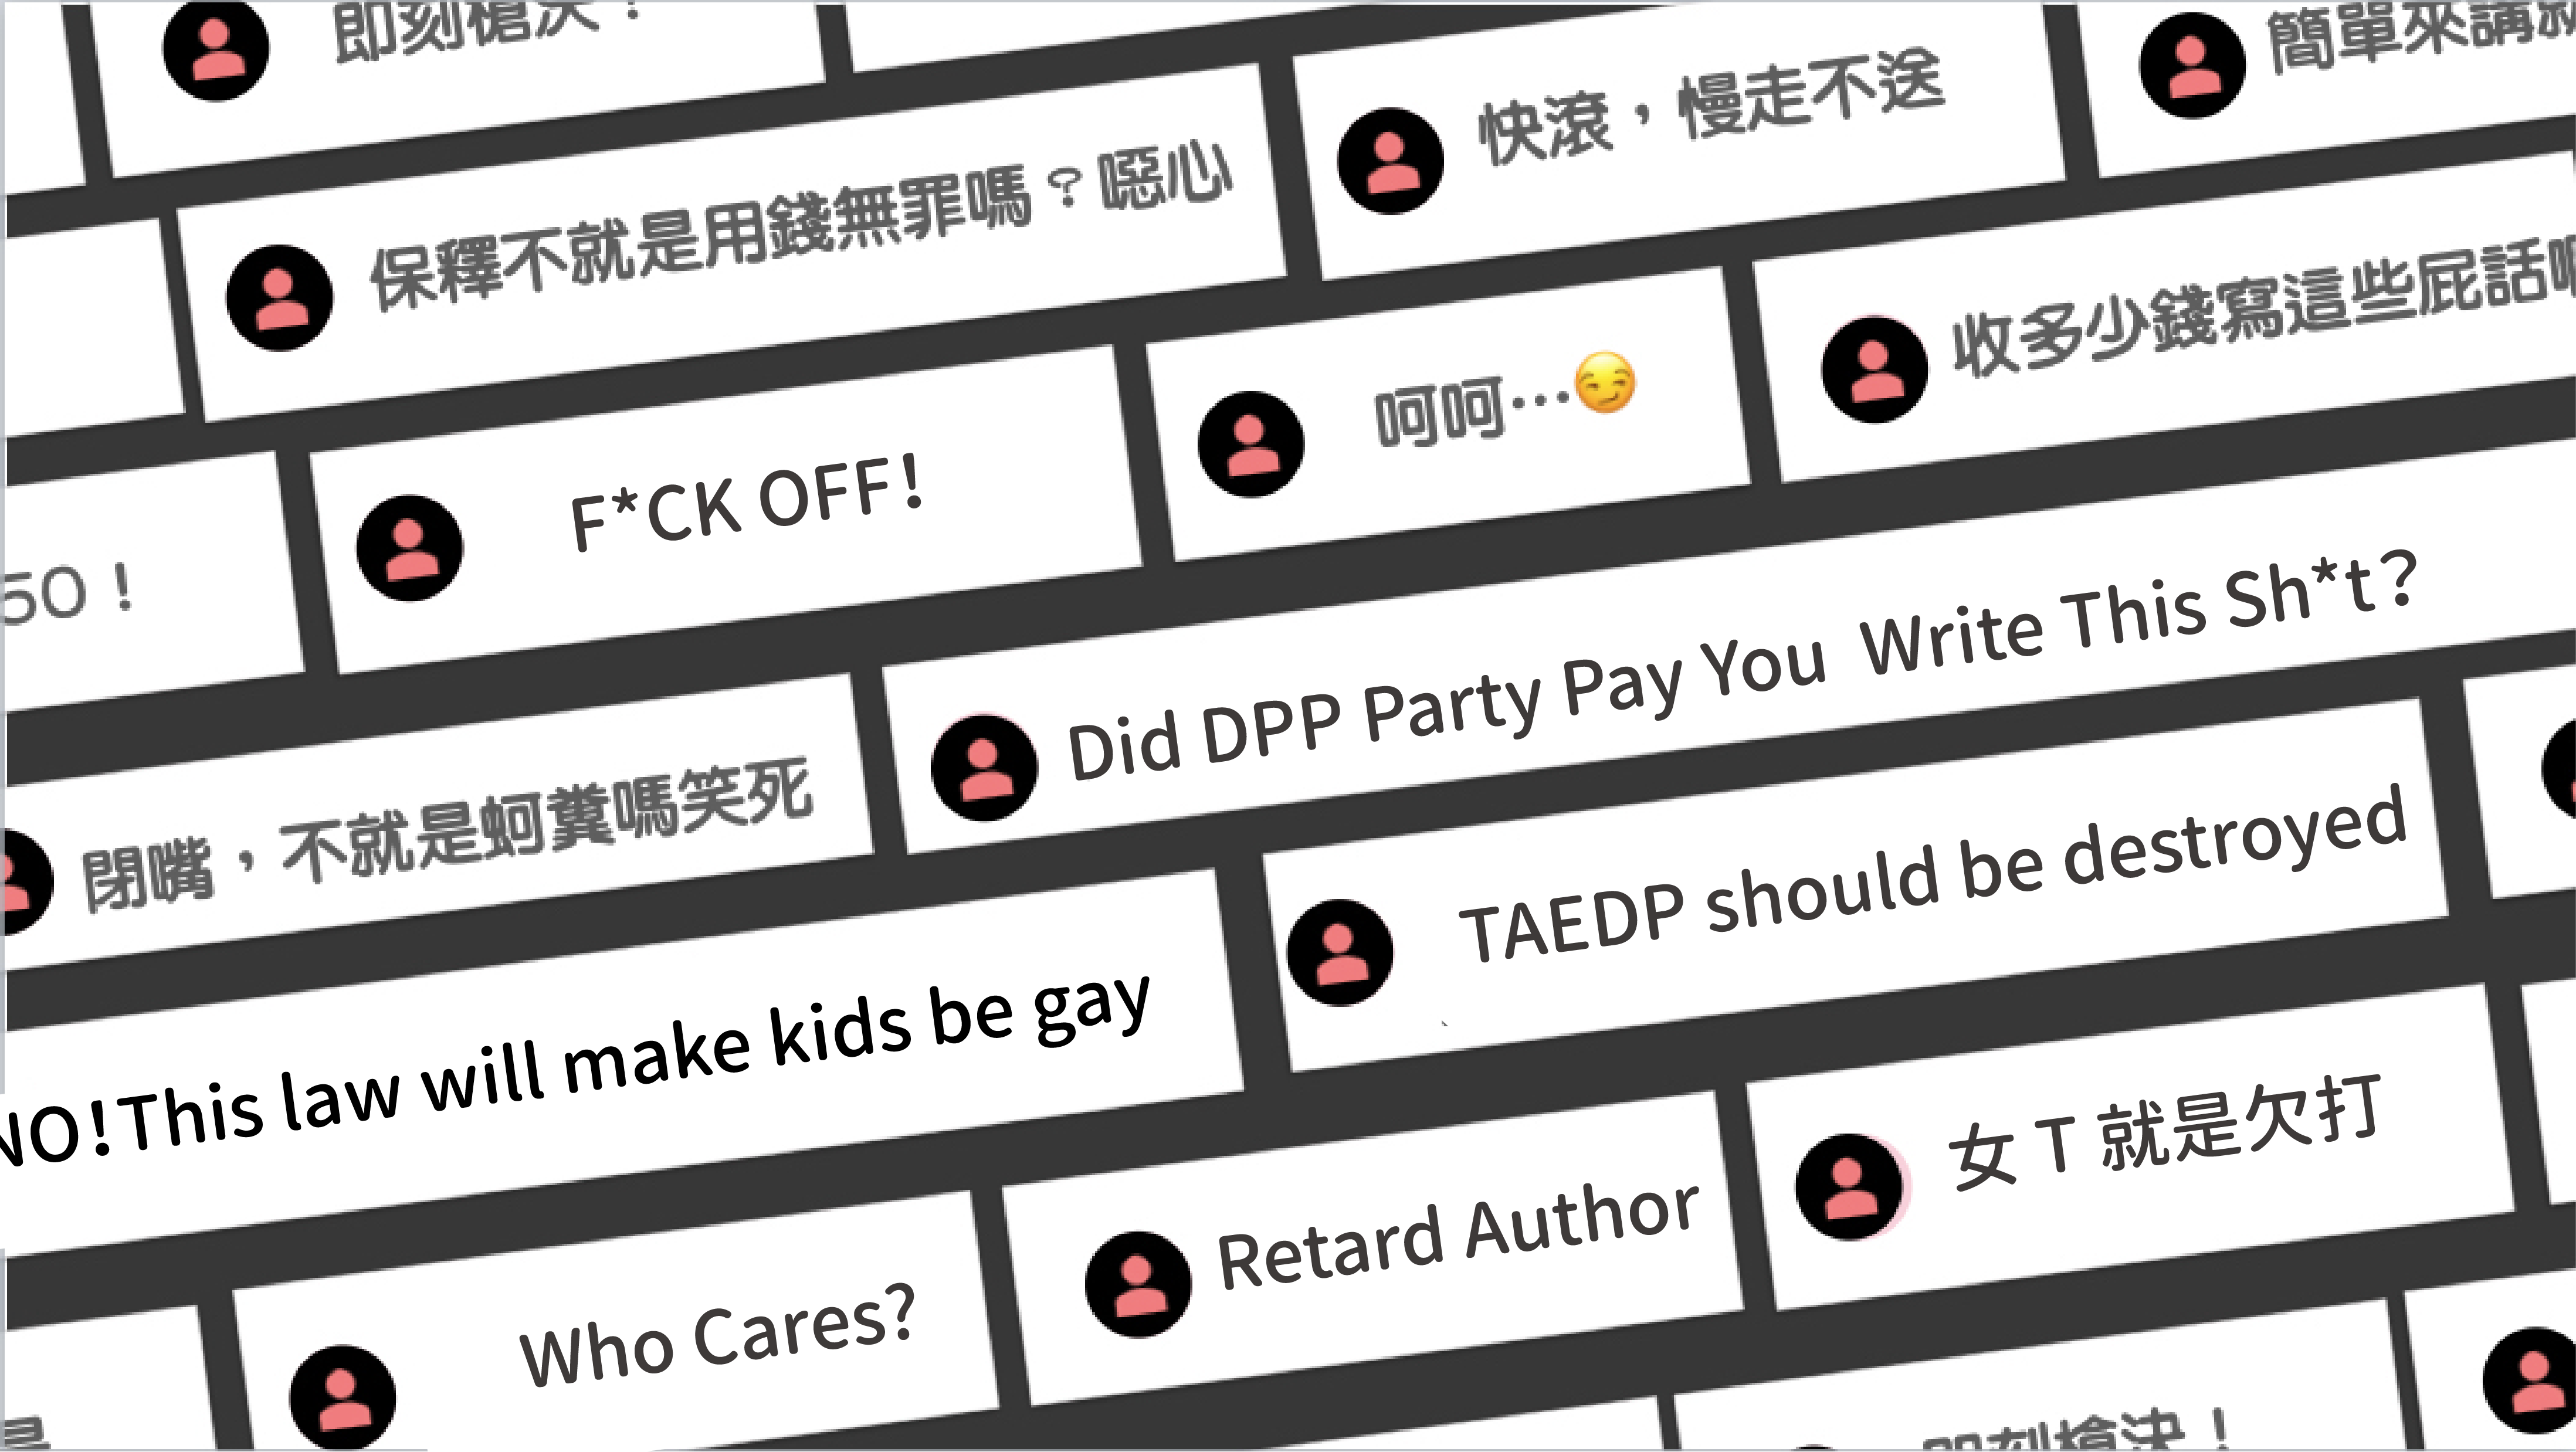 即刻槍決！
簡單來講就
快滾，慢走不送
保釋不就是用錢無罪嗎？噁心
收多少錢寫這些屁話
呵呵…😏
F*CK OFF!
50！
Did DPP Party Pay You Write This Sh*t?
閉嘴，不就是蚵糞嗎笑死
TAEDP should be destroyed
NO!This law will make kids be gay
女 T 就是欠打
Retard Author
Who Cares?
即刻槍決！